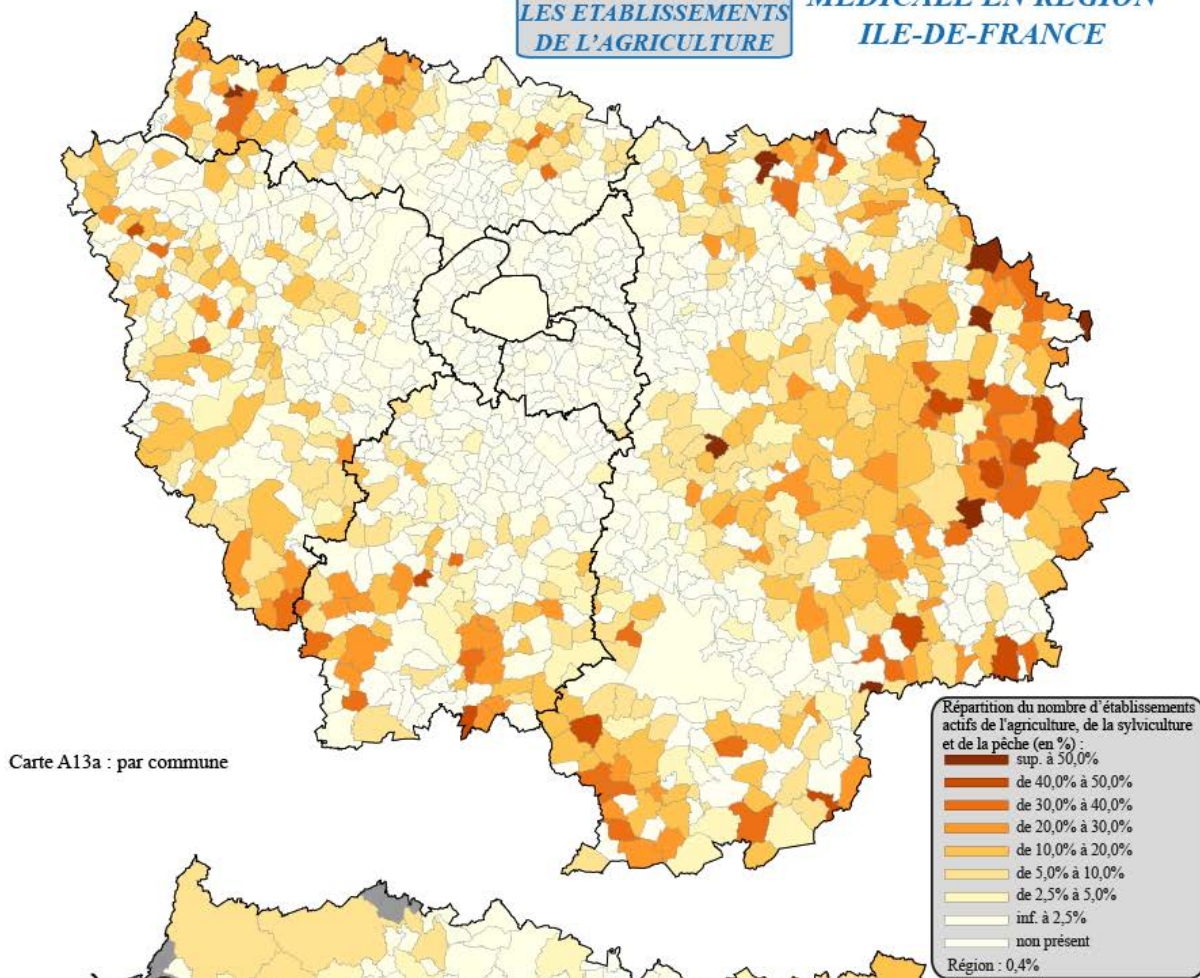 LES ETABLISSEMENTS
DE L'AGRICULTURE
MEDICALE EN REGION
ILE-DE-FRANCE
Carte A13a : par commune
Répartition du nombre d'établissements
actifs de l'agriculture, de la sylviculture
et de la pêche (en %) :
sup. à 50,0%
de 40,0% à 50,0%
de 30,0% à 40,0%
de 20,0% à 30,0%
de 10,0% à 20,0%
de 5,0% à 10,0%
de 2,5% à 5,0%
inf. à 2,5%
non présent
Région : 0,4%